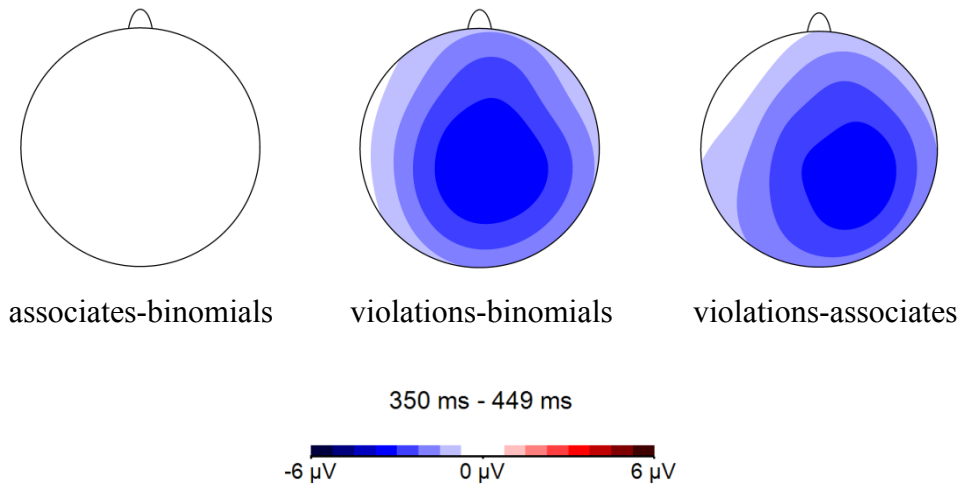 associates-binomials violations-binomials violations-associates
350 ms - 449 ms
-6 µV 0 µV 6 µV